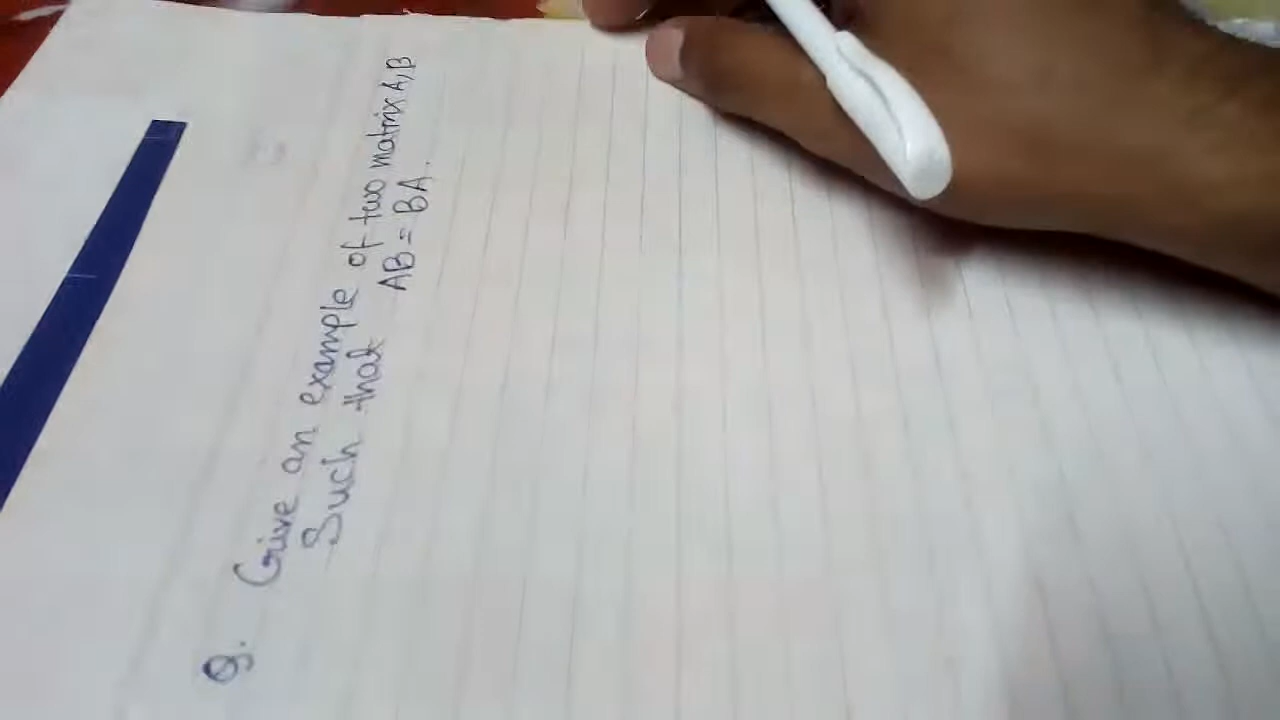 Q. Give an example of two matrix A, B
Such that AB = BA.